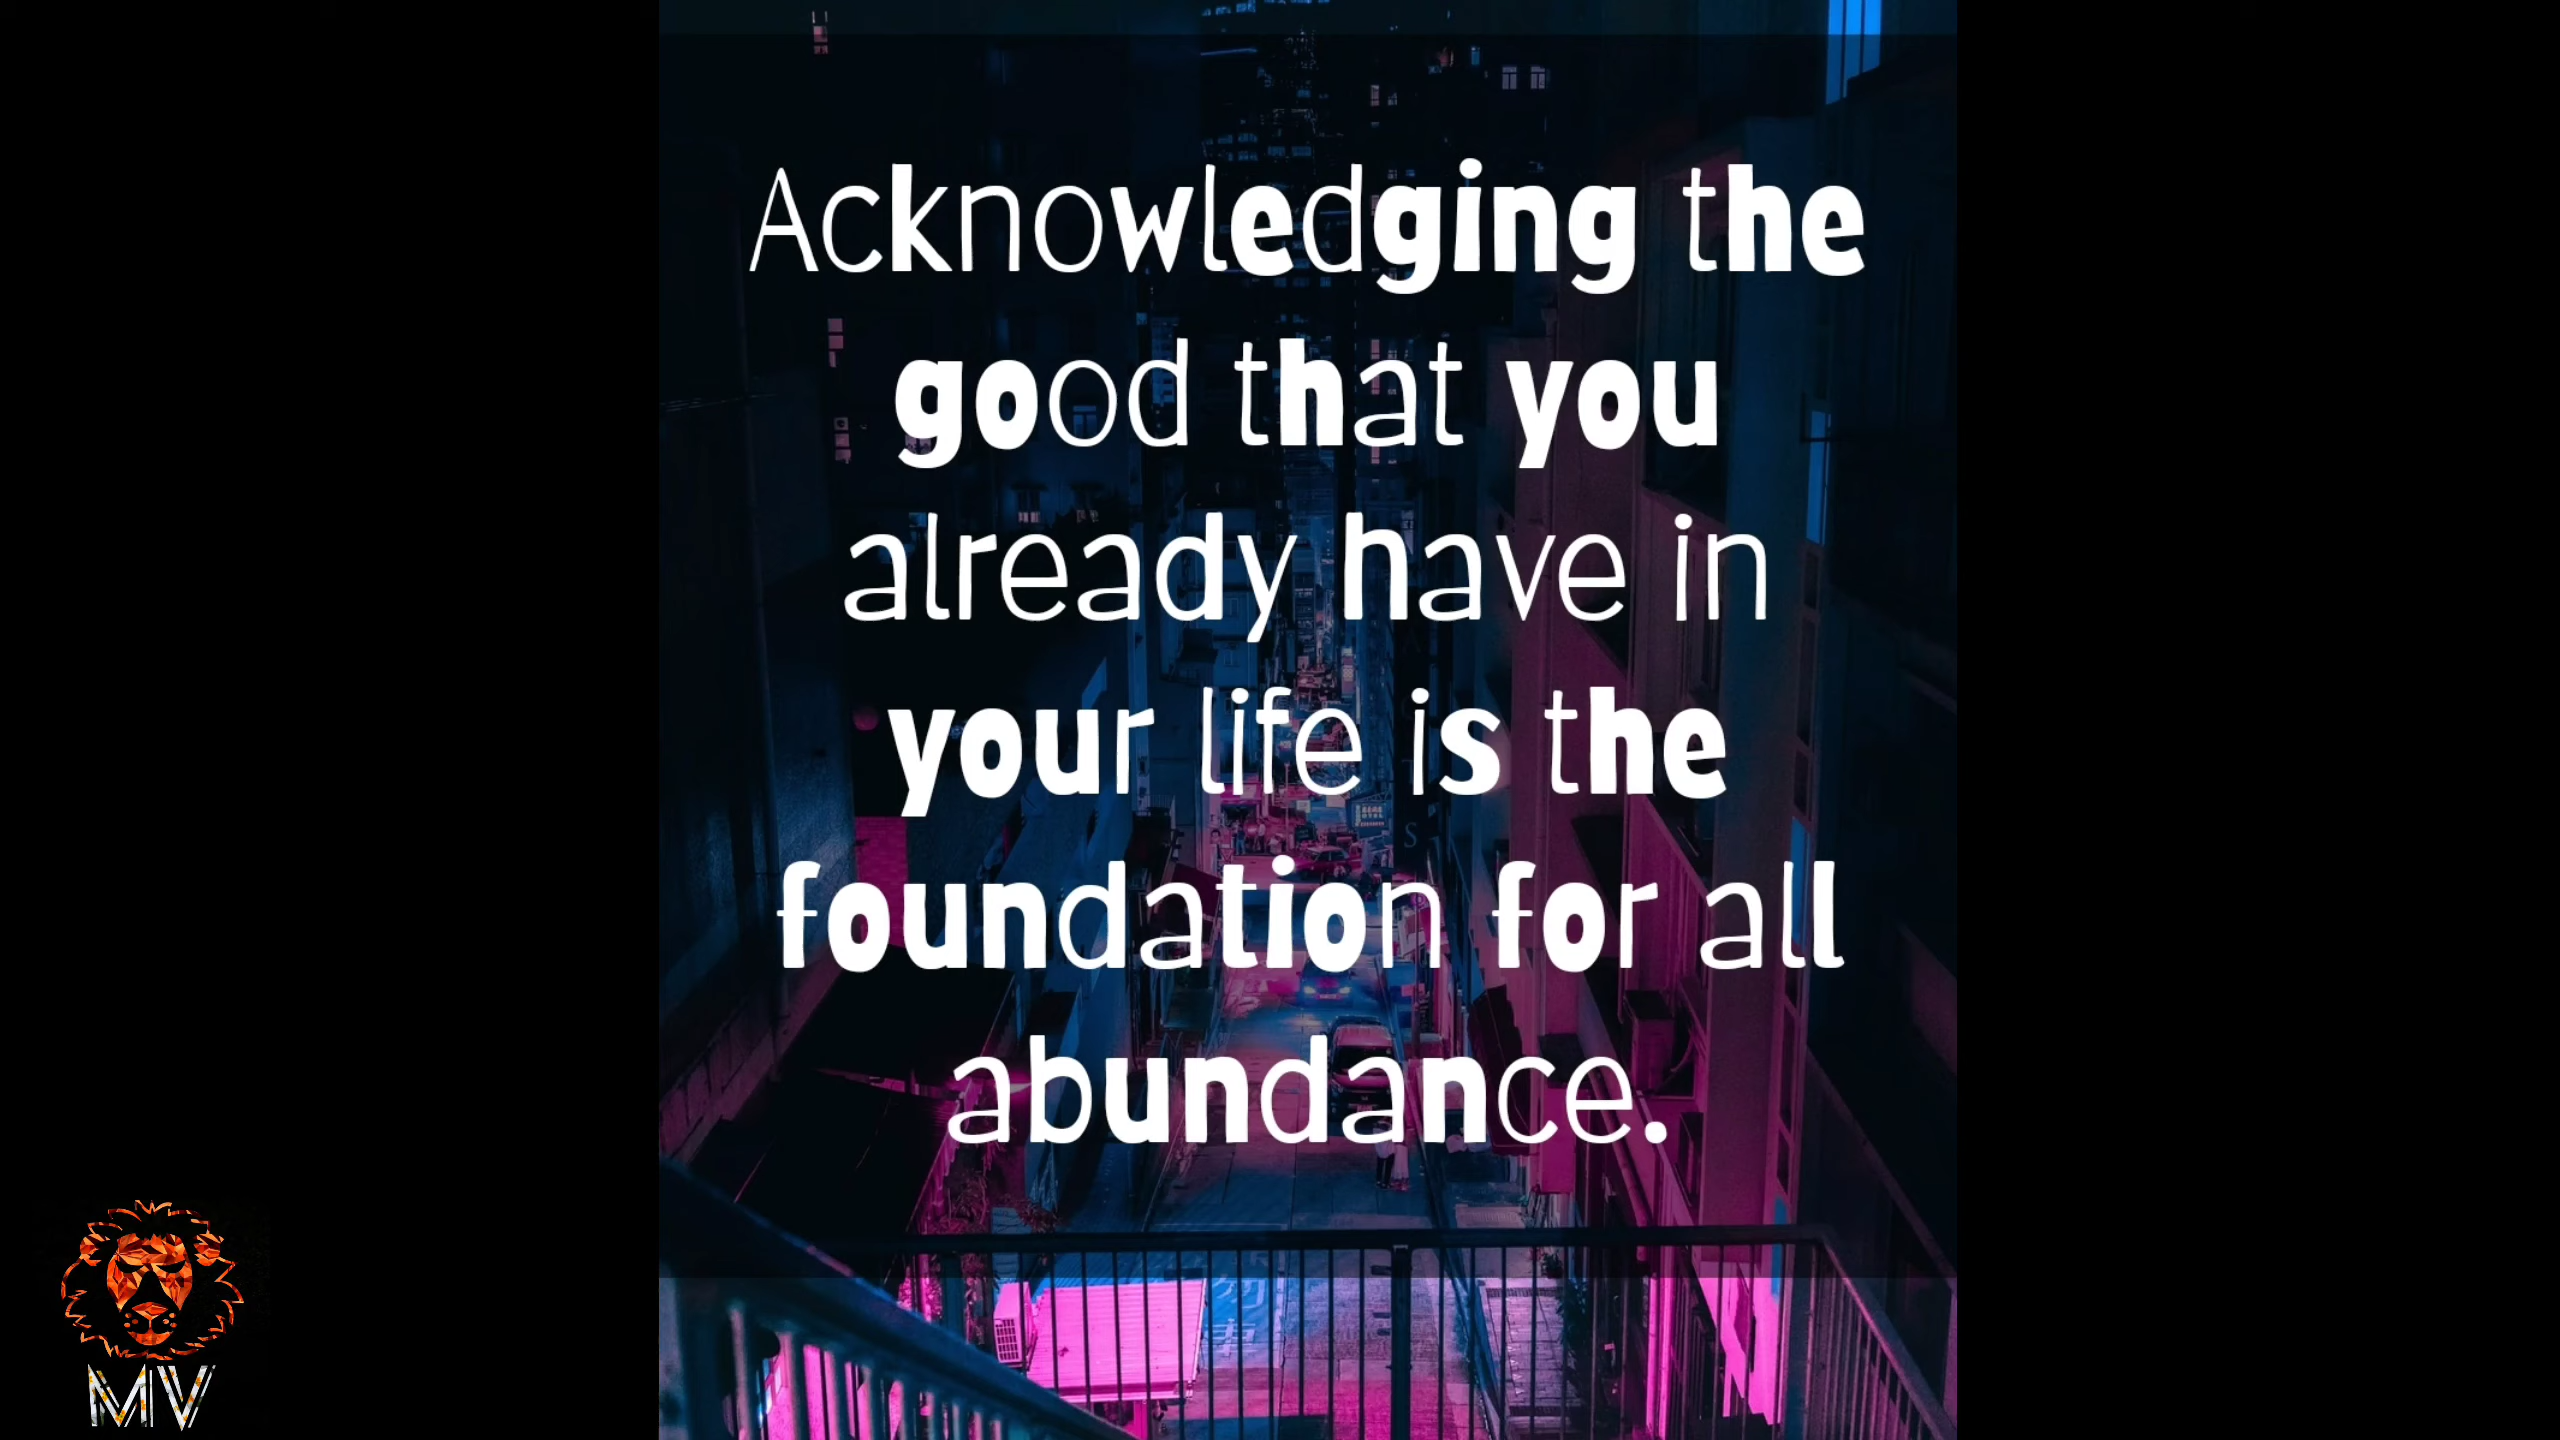 Acknowledging the
good that you
already have in
your life is the
foundation for all
abundance.
MV